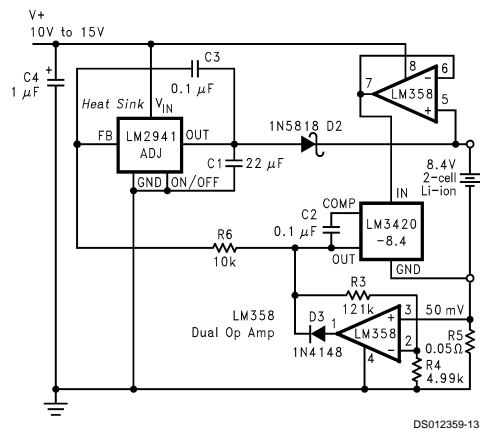 V+
10V to 15V
C4
+
1 μF
C3
0.1 μF
Heat Sink
VIN
FB
LM2941
ADJ
OUT
GND
ON/OFF
C1
22 μF
1N5818 D2
7
8
6
5
LM358
−
+
8.4V
2-cell
Li-ion
IN
COMP
C2
0.1 μF
LM3420
-8.4
OUT
GND
R6
10k
R3
121k
LM358
Dual Op Amp
D3
1N4148
1
LM358
+
−
3
2
4
50 mV
R5
0.05Ω
R4
4.99k
DS012359-13